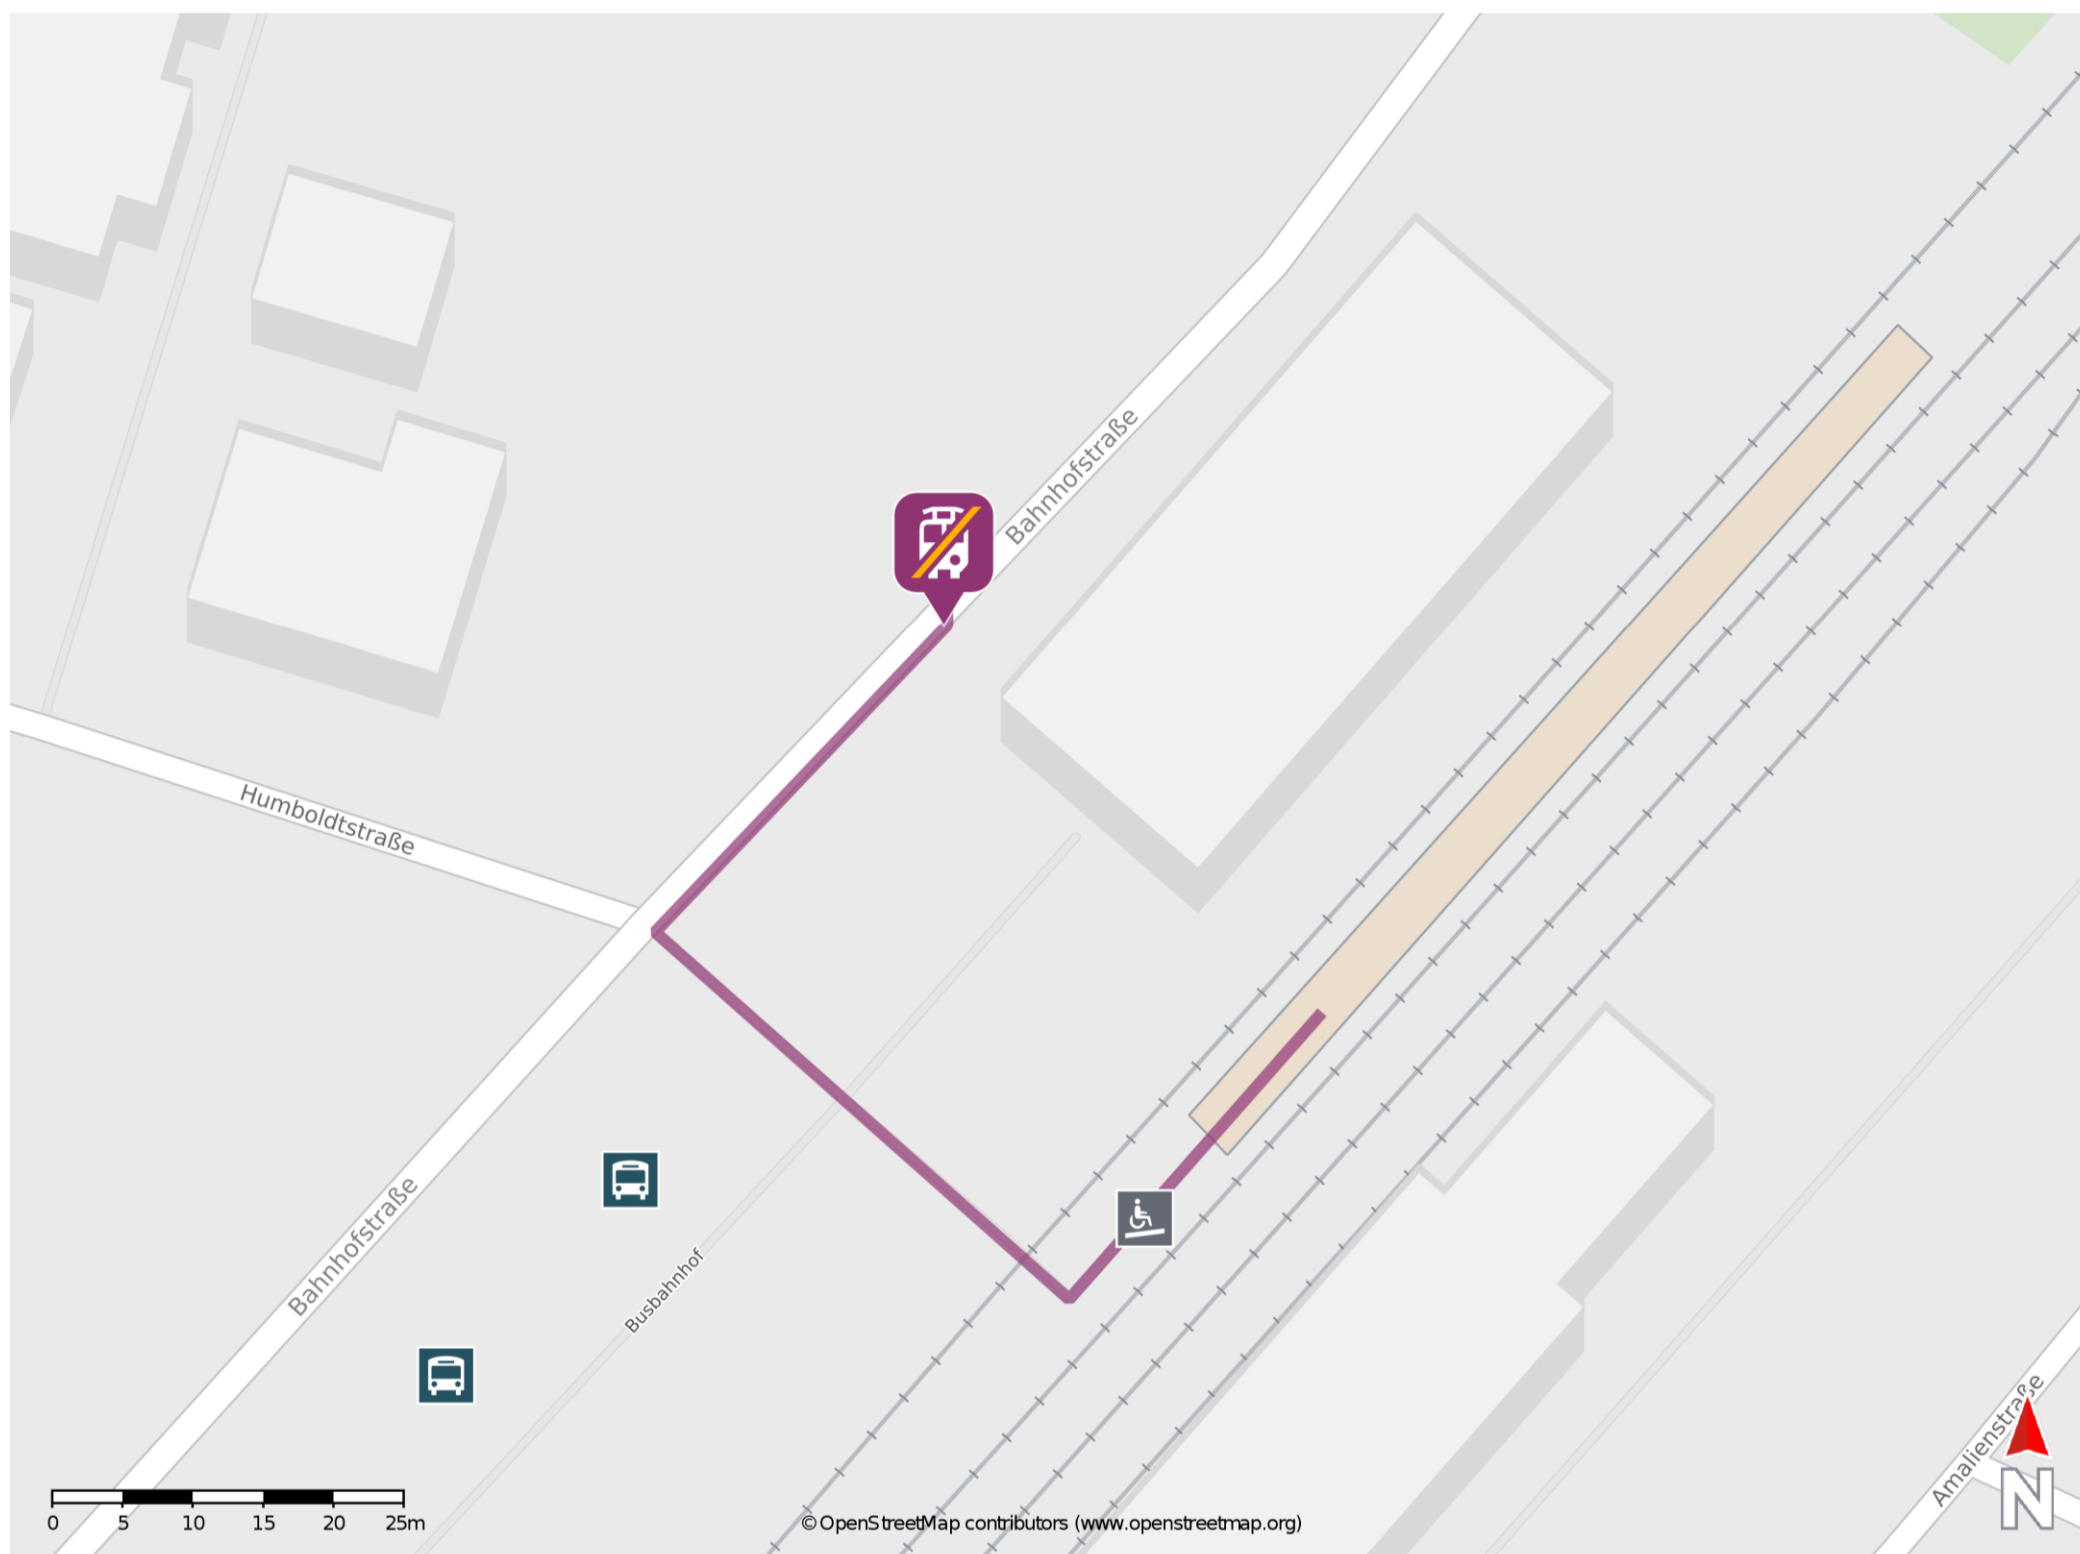 Bahnhofstraße
Humboldtstraße
Bahnhofstraße
Busbahnhof
Amalienstraße
N
0 5 10 15 20 25m
©OpenStreetMap contributors (www.openstreetmap.org)